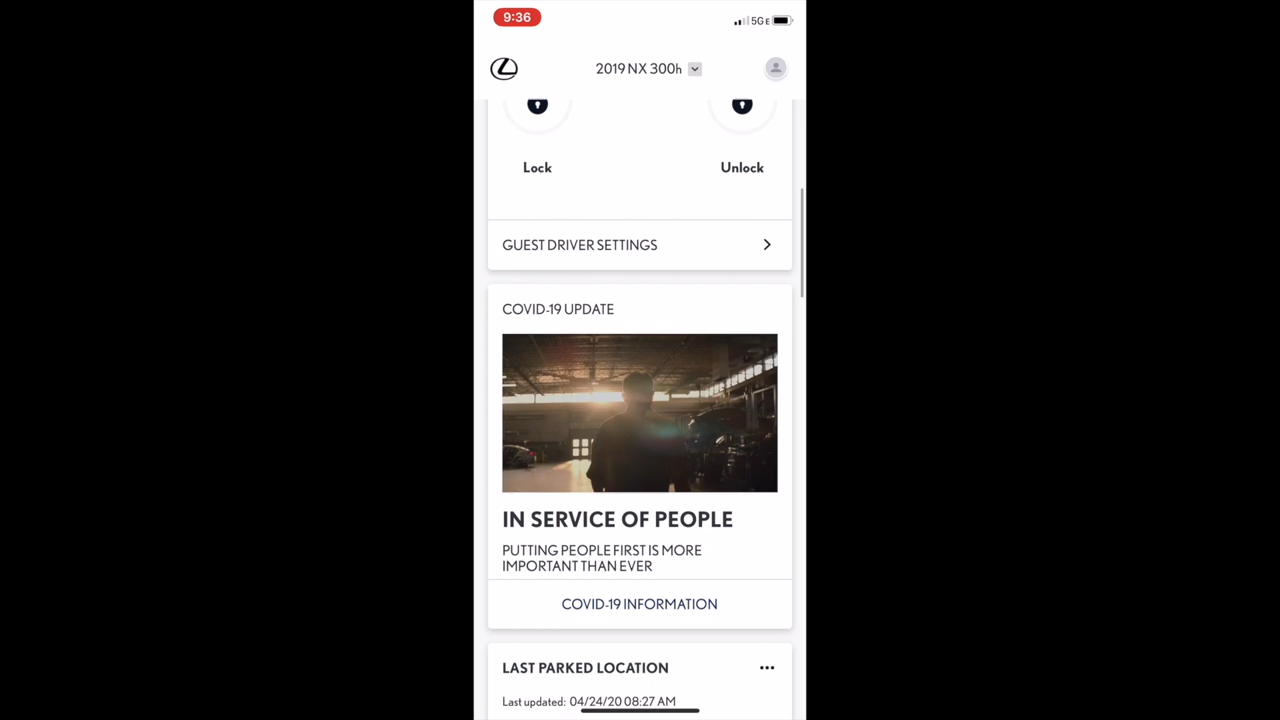 9:36
5GE
2019 NX 300h
Lock
Unlock
GUEST DRIVER SETTINGS
COVID-19 UPDATE
IN SERVICE OF PEOPLE
PUTTING PEOPLE FIRST IS MORE
IMPORTANT THAN EVER
COVID-19 INFORMATION
LAST PARKED LOCATION
Last updated: 04/24/20 08:27 AM